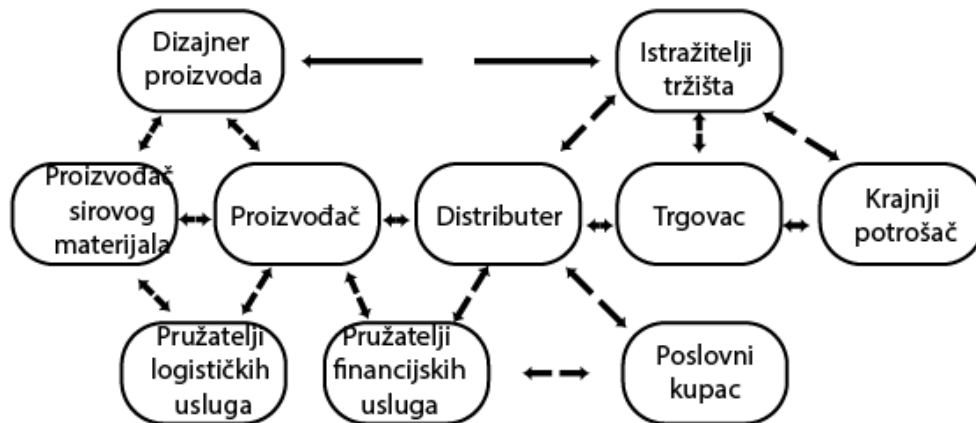 Dizajner
proizvoda
Istražitelji
tržišta
Proizvođač
sirovog
materijala
Proizvođač
Distributer
Trgovac
Krajnji
potrošač
Pružatelji
logističkih
usluga
Pružatelji
financijskih
usluga
Poslovni
kupac